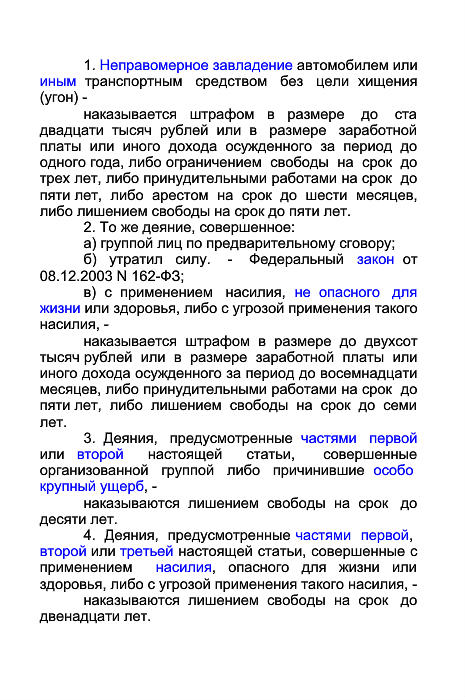 1. Неправомерное завладение автомобилем или
иным транспортным средством без цели хищения
(угон) -
наказывается штрафом в размере до ста
двадцати тысяч рублей или в размере заработной
платы или иного дохода осужденного за период до
одного года, либо ограничением свободы на срок до
трех лет, либо принудительными работами на срок до
пяти лет, либо арестом на срок до шести месяцев,
либо лишением свободы на срок до пяти лет.
2. То же деяние, совершенное:
а) группой лиц по предварительному сговору;
б) утратил силу. - Федеральный закон от
08.12.2003 N 162-ФЗ;
в) с применением насилия, не опасного для
жизни или здоровья, либо с угрозой применения такого
насилия, -
наказывается штрафом в размере до двухсот
тысяч рублей или в размере заработной платы или
иного дохода осужденного за период до восемнадцати
месяцев, либо принудительными работами на срок до
пяти лет, либо лишением свободы на срок до семи
лет.
3. Деяния, предусмотренные частями первой
или второй настоящей статьи, совершенные
организованной группой либо причинившие особо
крупный ущерб, -
наказываются лишением свободы на срок до
десяти лет.
4. Деяния, предусмотренные частями первой,
второй или третьей настоящей статьи, совершенные с
применением насилия, опасного для жизни или
здоровья, либо с угрозой применения такого насилия, -
наказываются лишением свободы на срок до
двенадцати лет.